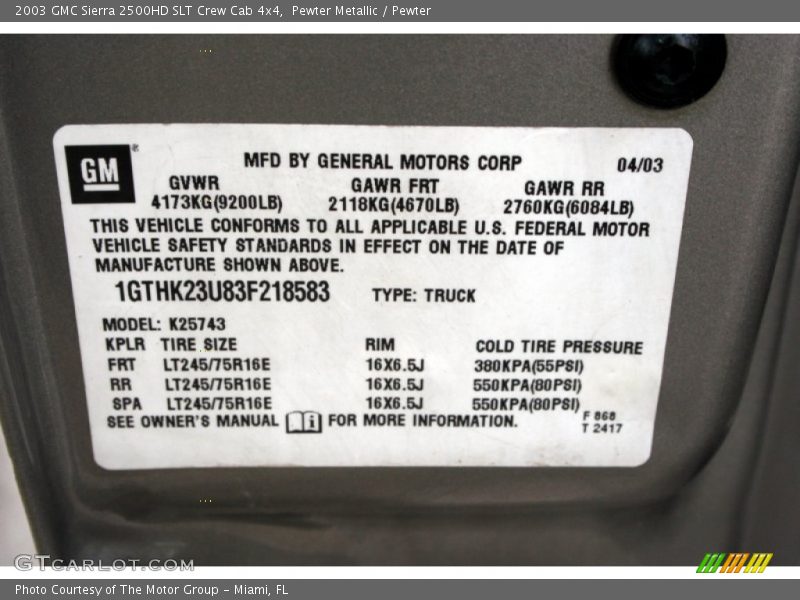 2003 GMC Sierra 2500HD SLT Crew Cab 4x4, Pewter Metallic / Pewter
GM ®
MFD BY GENERAL MOTORS CORP 04/03
GVWR GAWR FRT GAWR RR
4173KG(9200LB) 2118KG(4670LB) 2760KG(6084LB)
THIS VEHICLE CONFORMS TO ALL APPLICABLE U.S. FEDERAL MOTOR
VEHICLE SAFETY STANDARDS IN EFFECT ON THE DATE OF
MANUFACTURE SHOWN ABOVE.
1GTHK23U83F218583 TYPE: TRUCK
MODEL: K25743
KPLR TIRE SIZE RIM COLD TIRE PRESSURE
FRT LT245/75R16E 16X6.5J 380KPA(55PSI)
RR LT245/75R16E 16X6.5J 550KPA(80PSI)
SPA LT245/75R16E 16X6.5J 550KPA(80PSI)
SEE OWNER'S MANUAL i FOR MORE INFORMATION.
F 868
T 2417
GTCARLOT.COM
Photo Courtesy of The Motor Group - Miami, FL